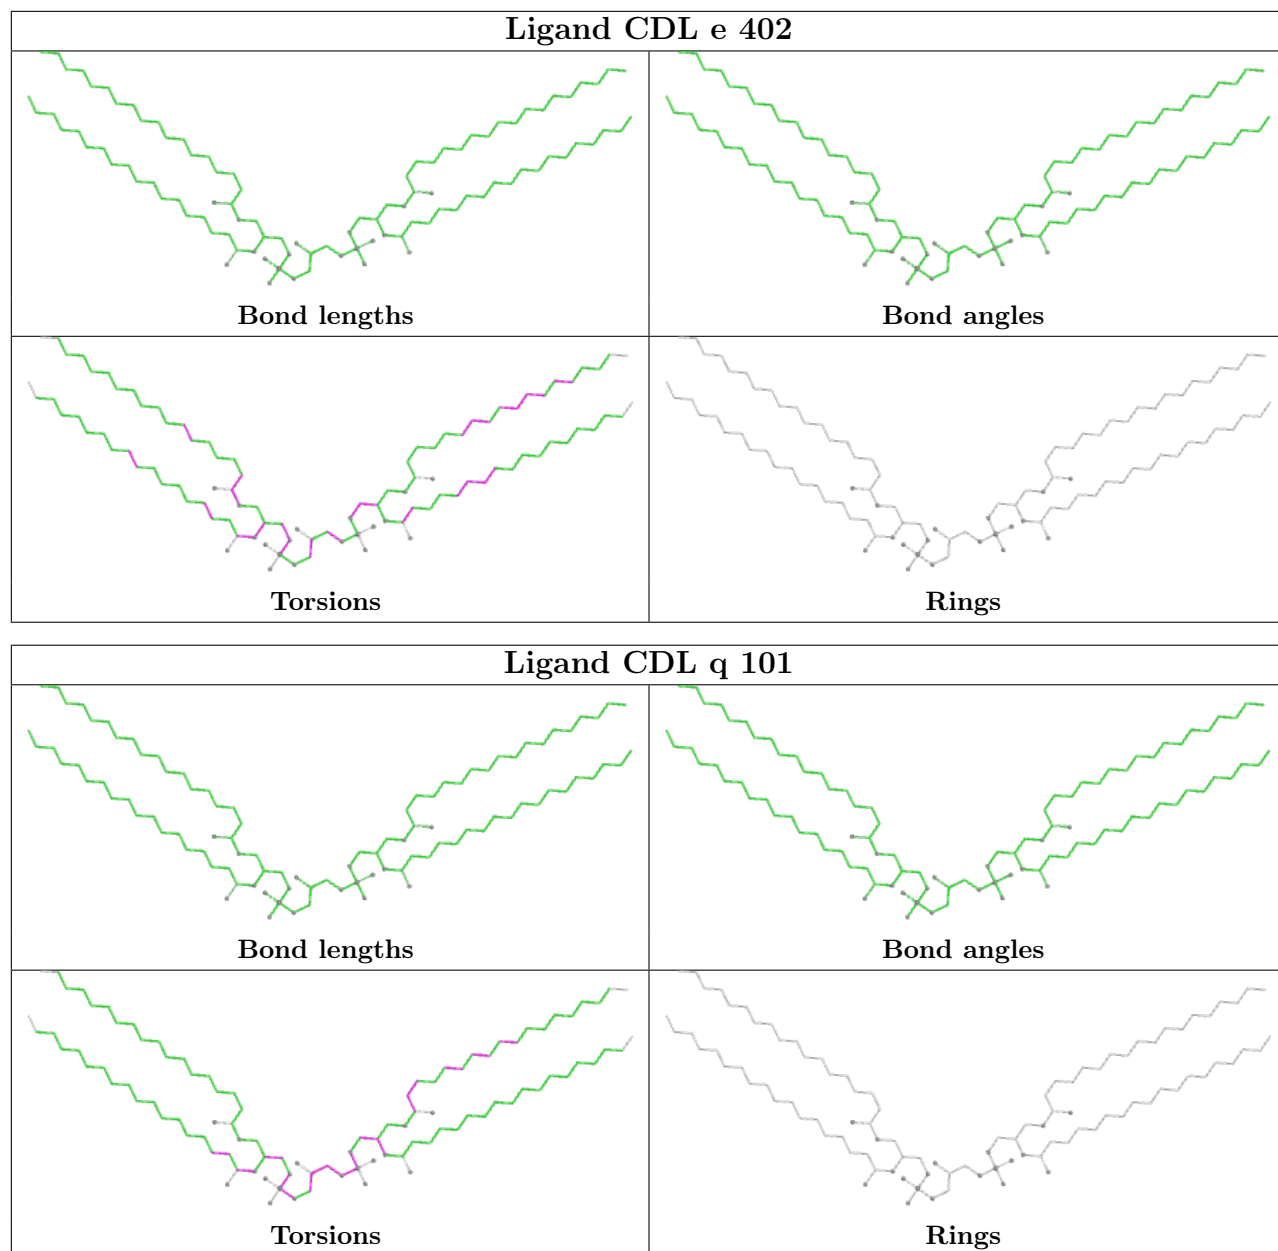 Ligand CDL e 402
Bond lengths
Bond angles
Torsions
Rings
Ligand CDL q 101
Bond lengths
Bond angles
Torsions
Rings